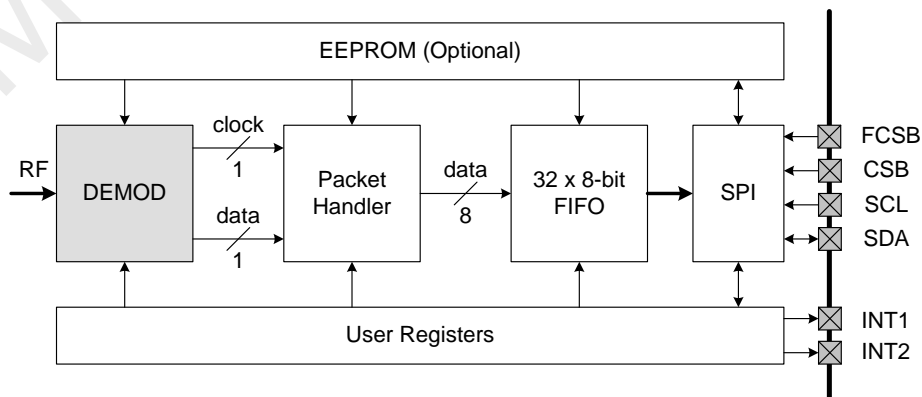 EEPROM (Optional)
clock
1
FCSB
RF
DEMOD
Packet
Handler
data
8
32 x 8-bit
FIFO
SPI
CSB
SCL
data
1
SDA
User Registers
INT1
INT2